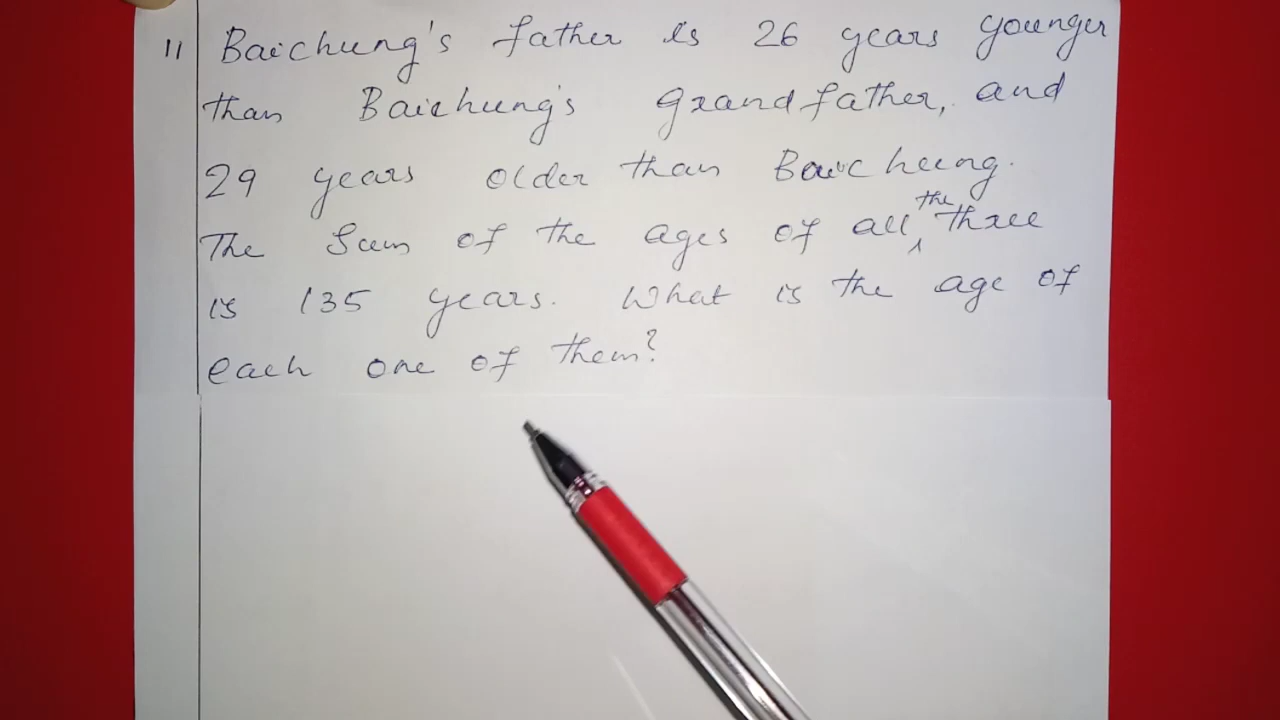 11 Baichung's father is 26 years younger
than Baichung's grandfather, and
29 years older than Baichung.
The Sum of the ages of all the three
is 135 years. What is the age of
each one of them?